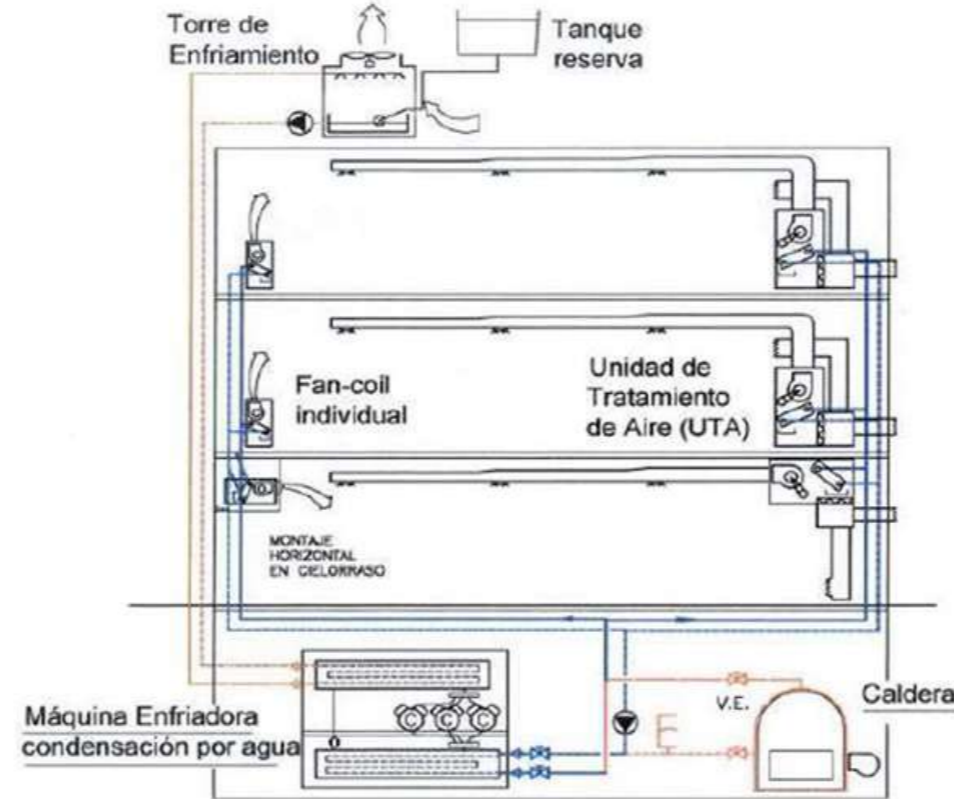 Torre de
Enfriamiento
Tanque
reserva
Fan-coil
individual
Unidad de
Tratamiento
de Aire (UTA)
MONTAJE
HORIZONTAL
EN CIELORRASO
Máquina Enfriadora
condensación por agua
C C C
V.E.
Caldera